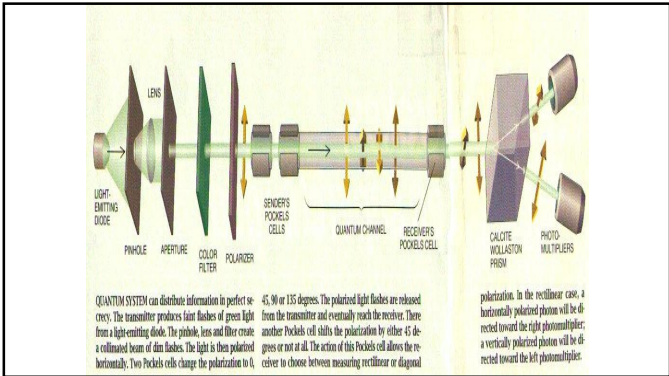 LENS
LIGHT-
EMITTING
DIODE
PINHOLE
APERTURE
COLOR
FILTER
POLARIZER
SENDER'S
POCKELS
CELLS
QUANTUM CHANNEL
RECEIVER'S
POCKELS CELL
CALCITE
WOLLASTON
PRISM
PHOTO-
MULTIPLIERS
QUANTUM SYSTEM can distribute information in perfect se-
crecy. The transmitter produces faint flashes of green light
from a light-emitting diode. The pinhole, lens and filter create
a collimated beam of dim flashes. The light is then polarized
horizontally. Two Pockels cells change the polarization to 0,
45, 90 or 135 degrees. The polarized light flashes are released
from the transmitter and eventually reach the receiver. There
another Pockels cell shifts the polarization by either 45 de-
grees or not at all. The action of this Pockels cell allows the re-
ceiver to choose between measuring rectilinear or diagonal
polarization. In the rectilinear case, a
horizontally polarized photon will be di-
rected toward the right photomultiplier;
a vertically polarized photon will be di-
rected toward the left photomultiplier.